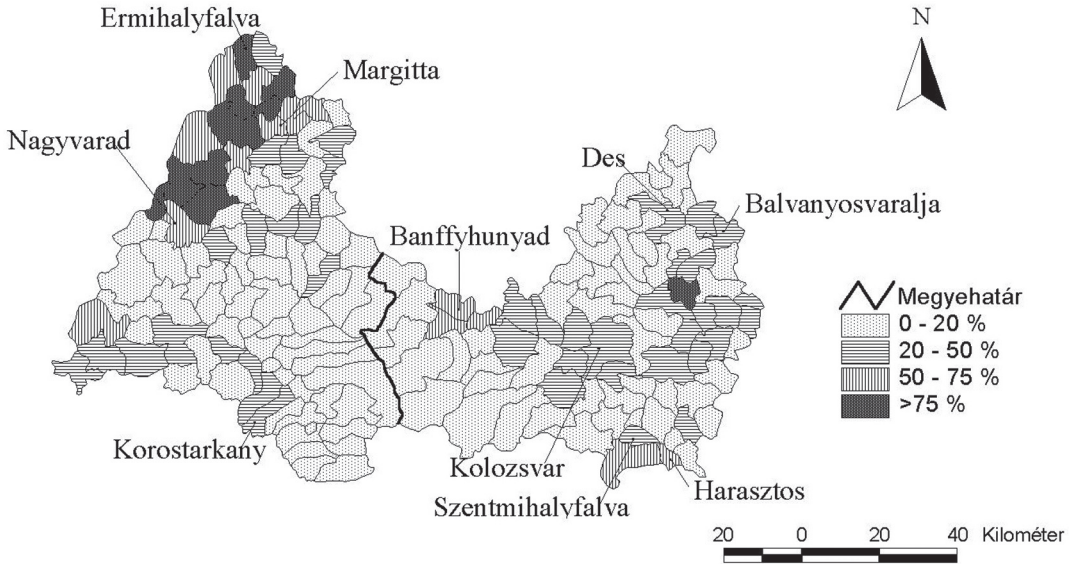 Ermihalyfalva
N
Margitta
Nagyvarad
Des
Balvanyosvaralja
Banffyhunyad
Megyehatár
0 - 20 %
20 - 50 %
50 - 75 %
>75 %
Korostarkany
Kolozsvar
Harasztos
Szentmihalyfalva
20 0 20 40 Kilométer